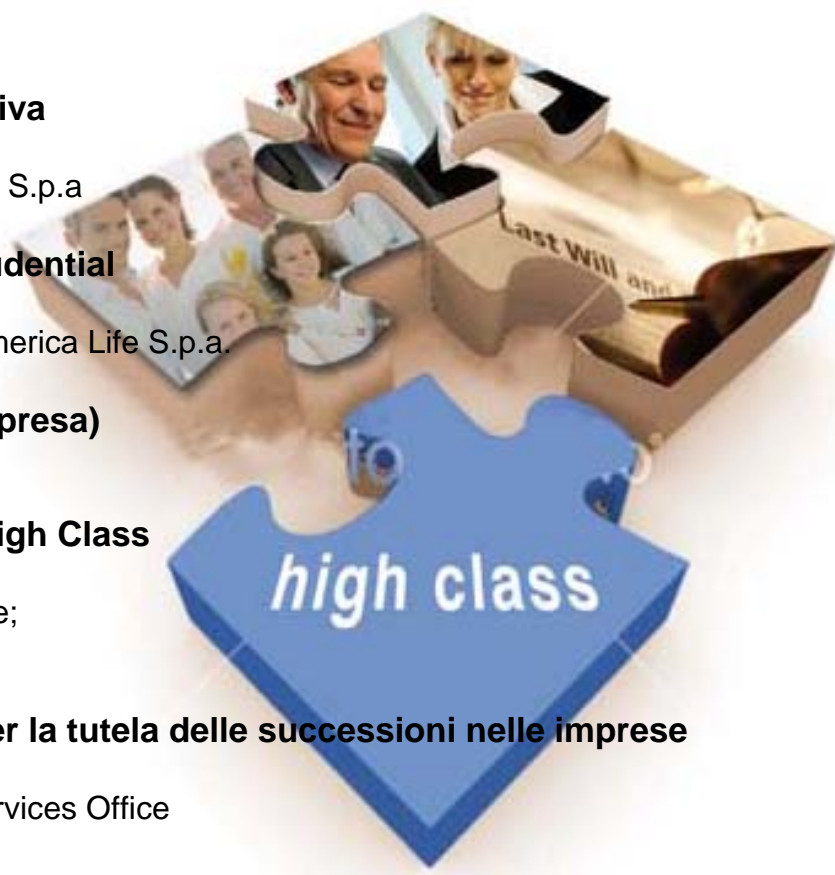 iva
S.p.a
Last Will and
udential
nerica Life S.p.a.
presa)
to
igh Class
high class
e;
er la tutela delle successioni nelle imprese
rvices Office